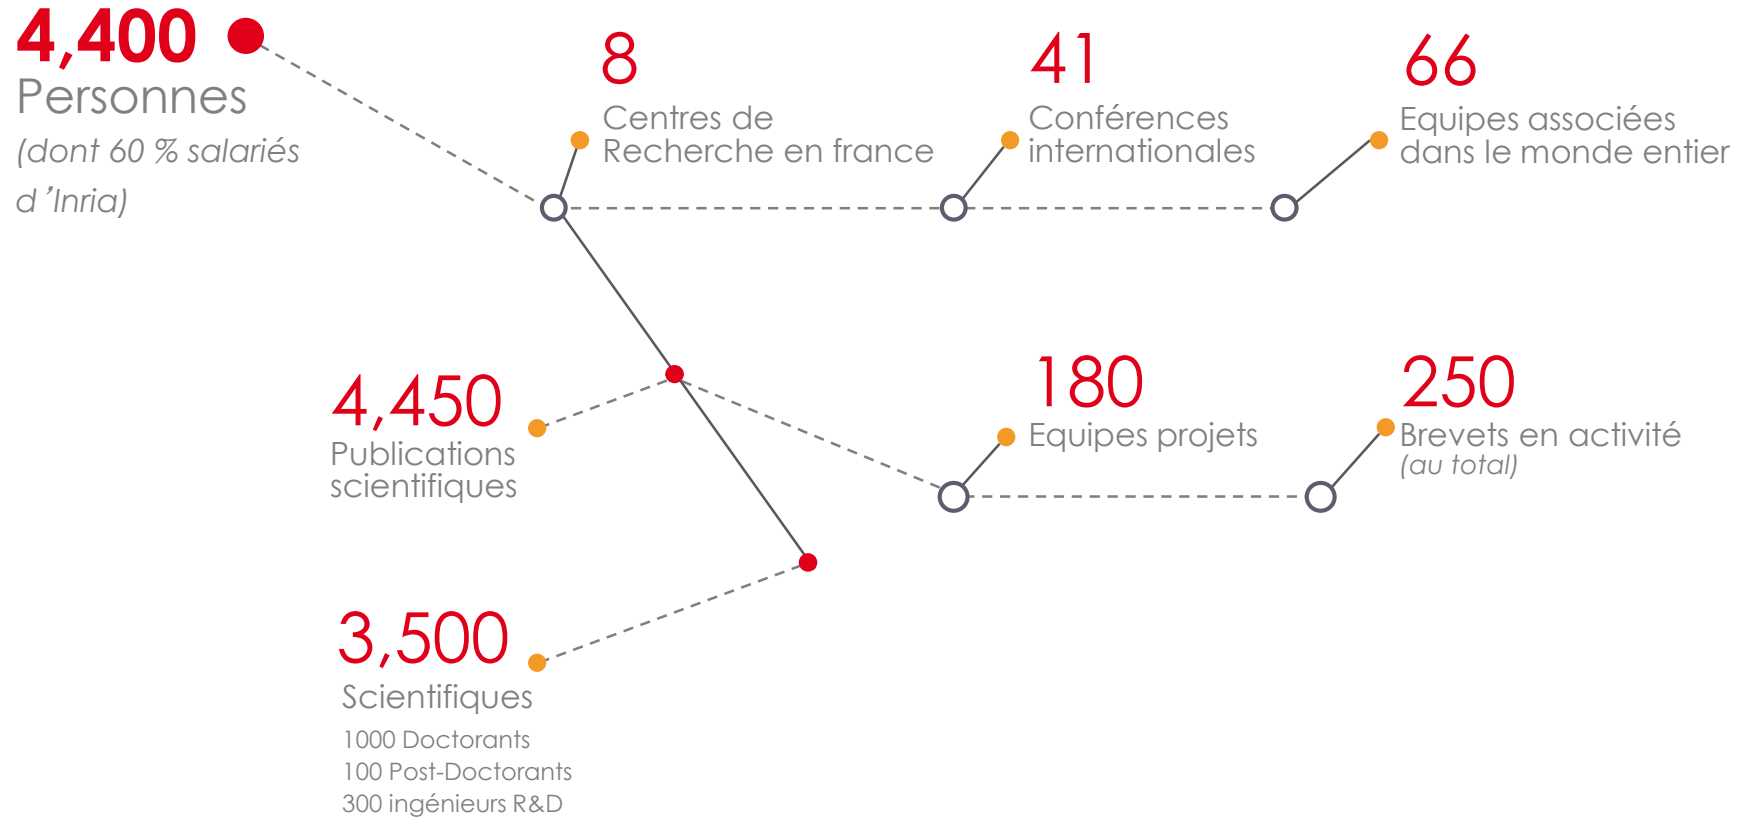 4,400
Personnes
(dont 60 % salariés
d ’Inria)
8
Centres de
Recherche en france
41
Conférences
internationales
66
Equipes associées
dans le monde entier
4,450
Publications
scientifiques
180
Equipes projets
250
Brevets en activité
(au total)
3,500
Scientifiques
1000 Doctorants
100 Post-Doctorants
300 ingénieurs R&D